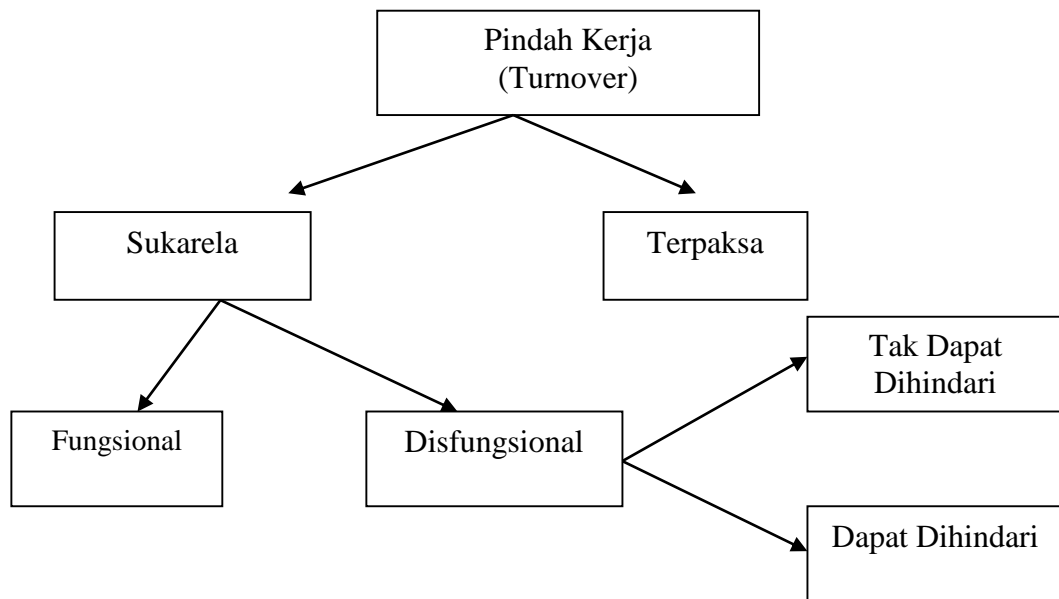 Pindah Kerja
(Turnover)
Sukarela
Terpaksa
Tak Dapat
Dihindari
Fungsional
Disfungsional
Dapat Dihindari